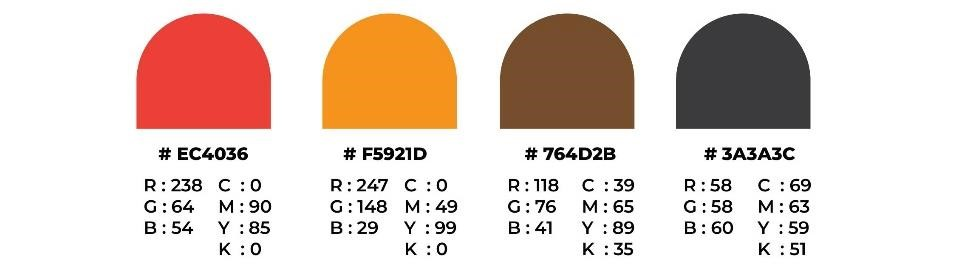 # EC4036
R : 238 C : 0
G : 64 M : 90
B : 54 Y : 85
K : 0
# F5921D
R : 247 C : 0
G : 148 M : 49
B : 29 Y : 99
K : 0
# 764D2B
R : 118 C : 39
G : 76 M : 65
B : 41 Y : 89
K : 35
# 3A3A3C
R : 58 C : 69
G : 58 M : 63
B : 60 Y : 59
K : 51